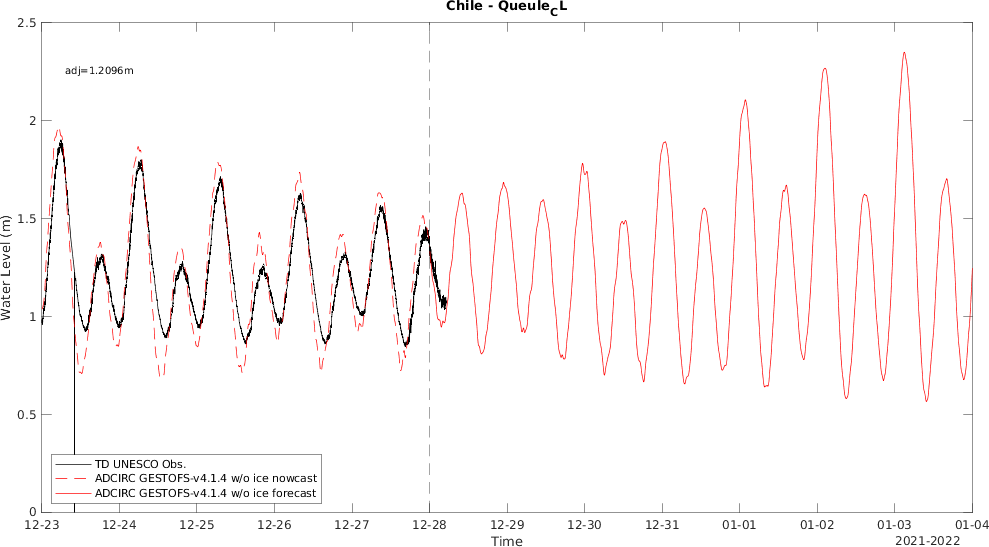 Chile - Queule_CL
adj=1.2096m
Water Level (m)
2.5
2
1.5
1
0.5
0
TD UNESCO Obs.
ADCIRC GESTOFS-v4.1.4 w/o ice nowcast
ADCIRC GESTOFS-v4.1.4 w/o ice forecast
12-23 12-24 12-25 12-26 12-27 12-28 12-29 12-30 12-31 01-01 01-02 01-03 01-04
Time
2021-2022